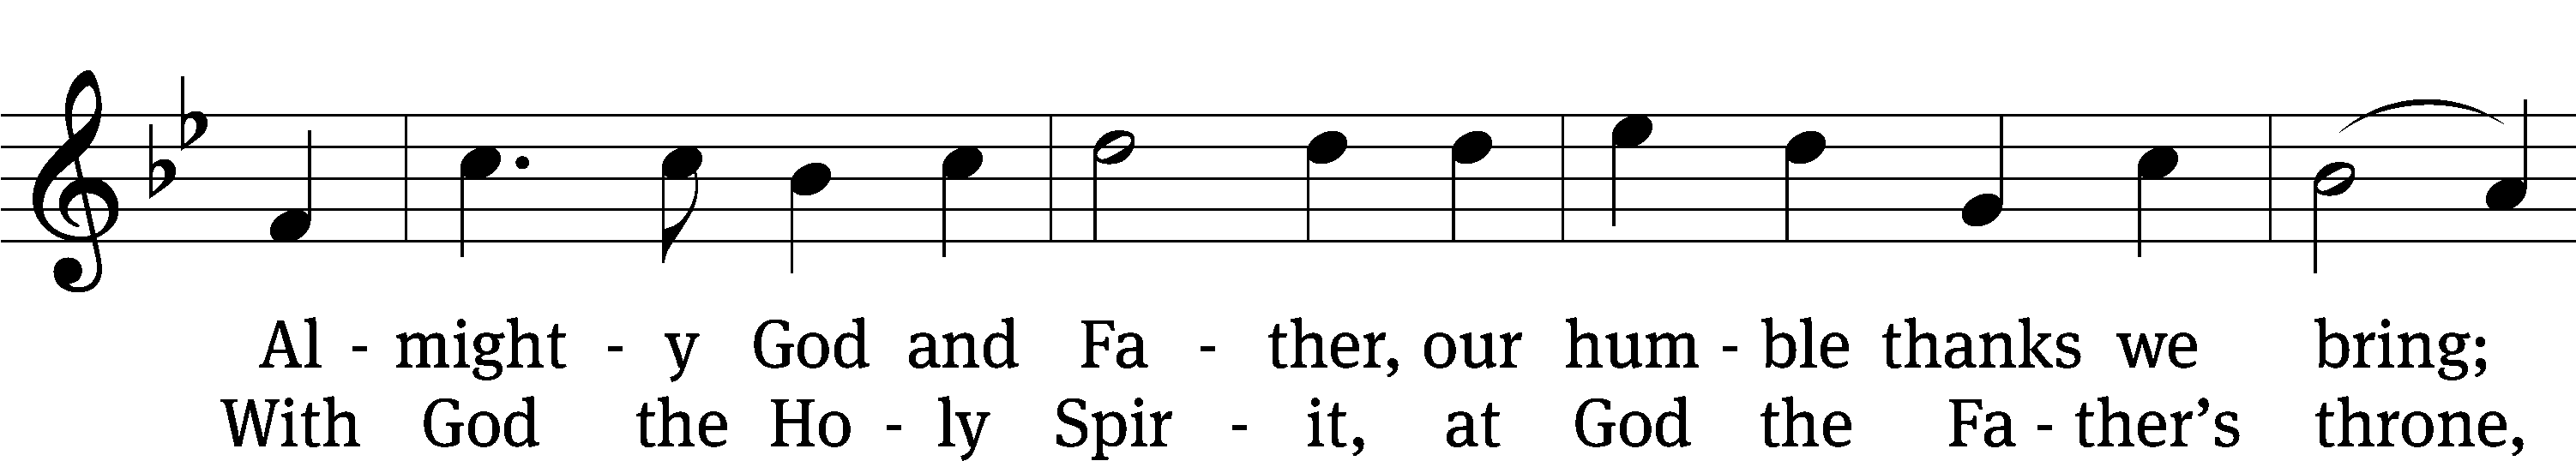 Al - might - y God and Fa - ther, our hum - ble thanks we bring;
With God the Ho - ly Spir - it, at God the Fa - ther’s throne,